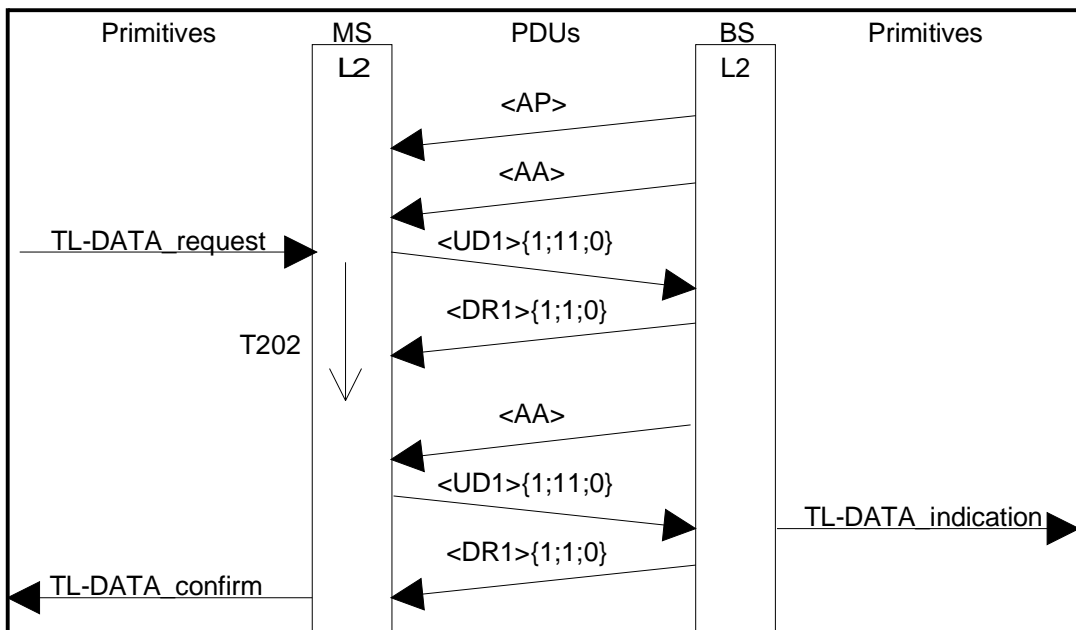 Primitives MS PDUs BS Primitives
L2 L2
<AP>
<AA>
TL-DATA_request <UD1>{1;11;0}
<DR1>{1;1;0}
T202
<AA>
<UD1>{1;11;0}
TL-DATA_indication
<DR1>{1;1;0}
TL-DATA_confirm